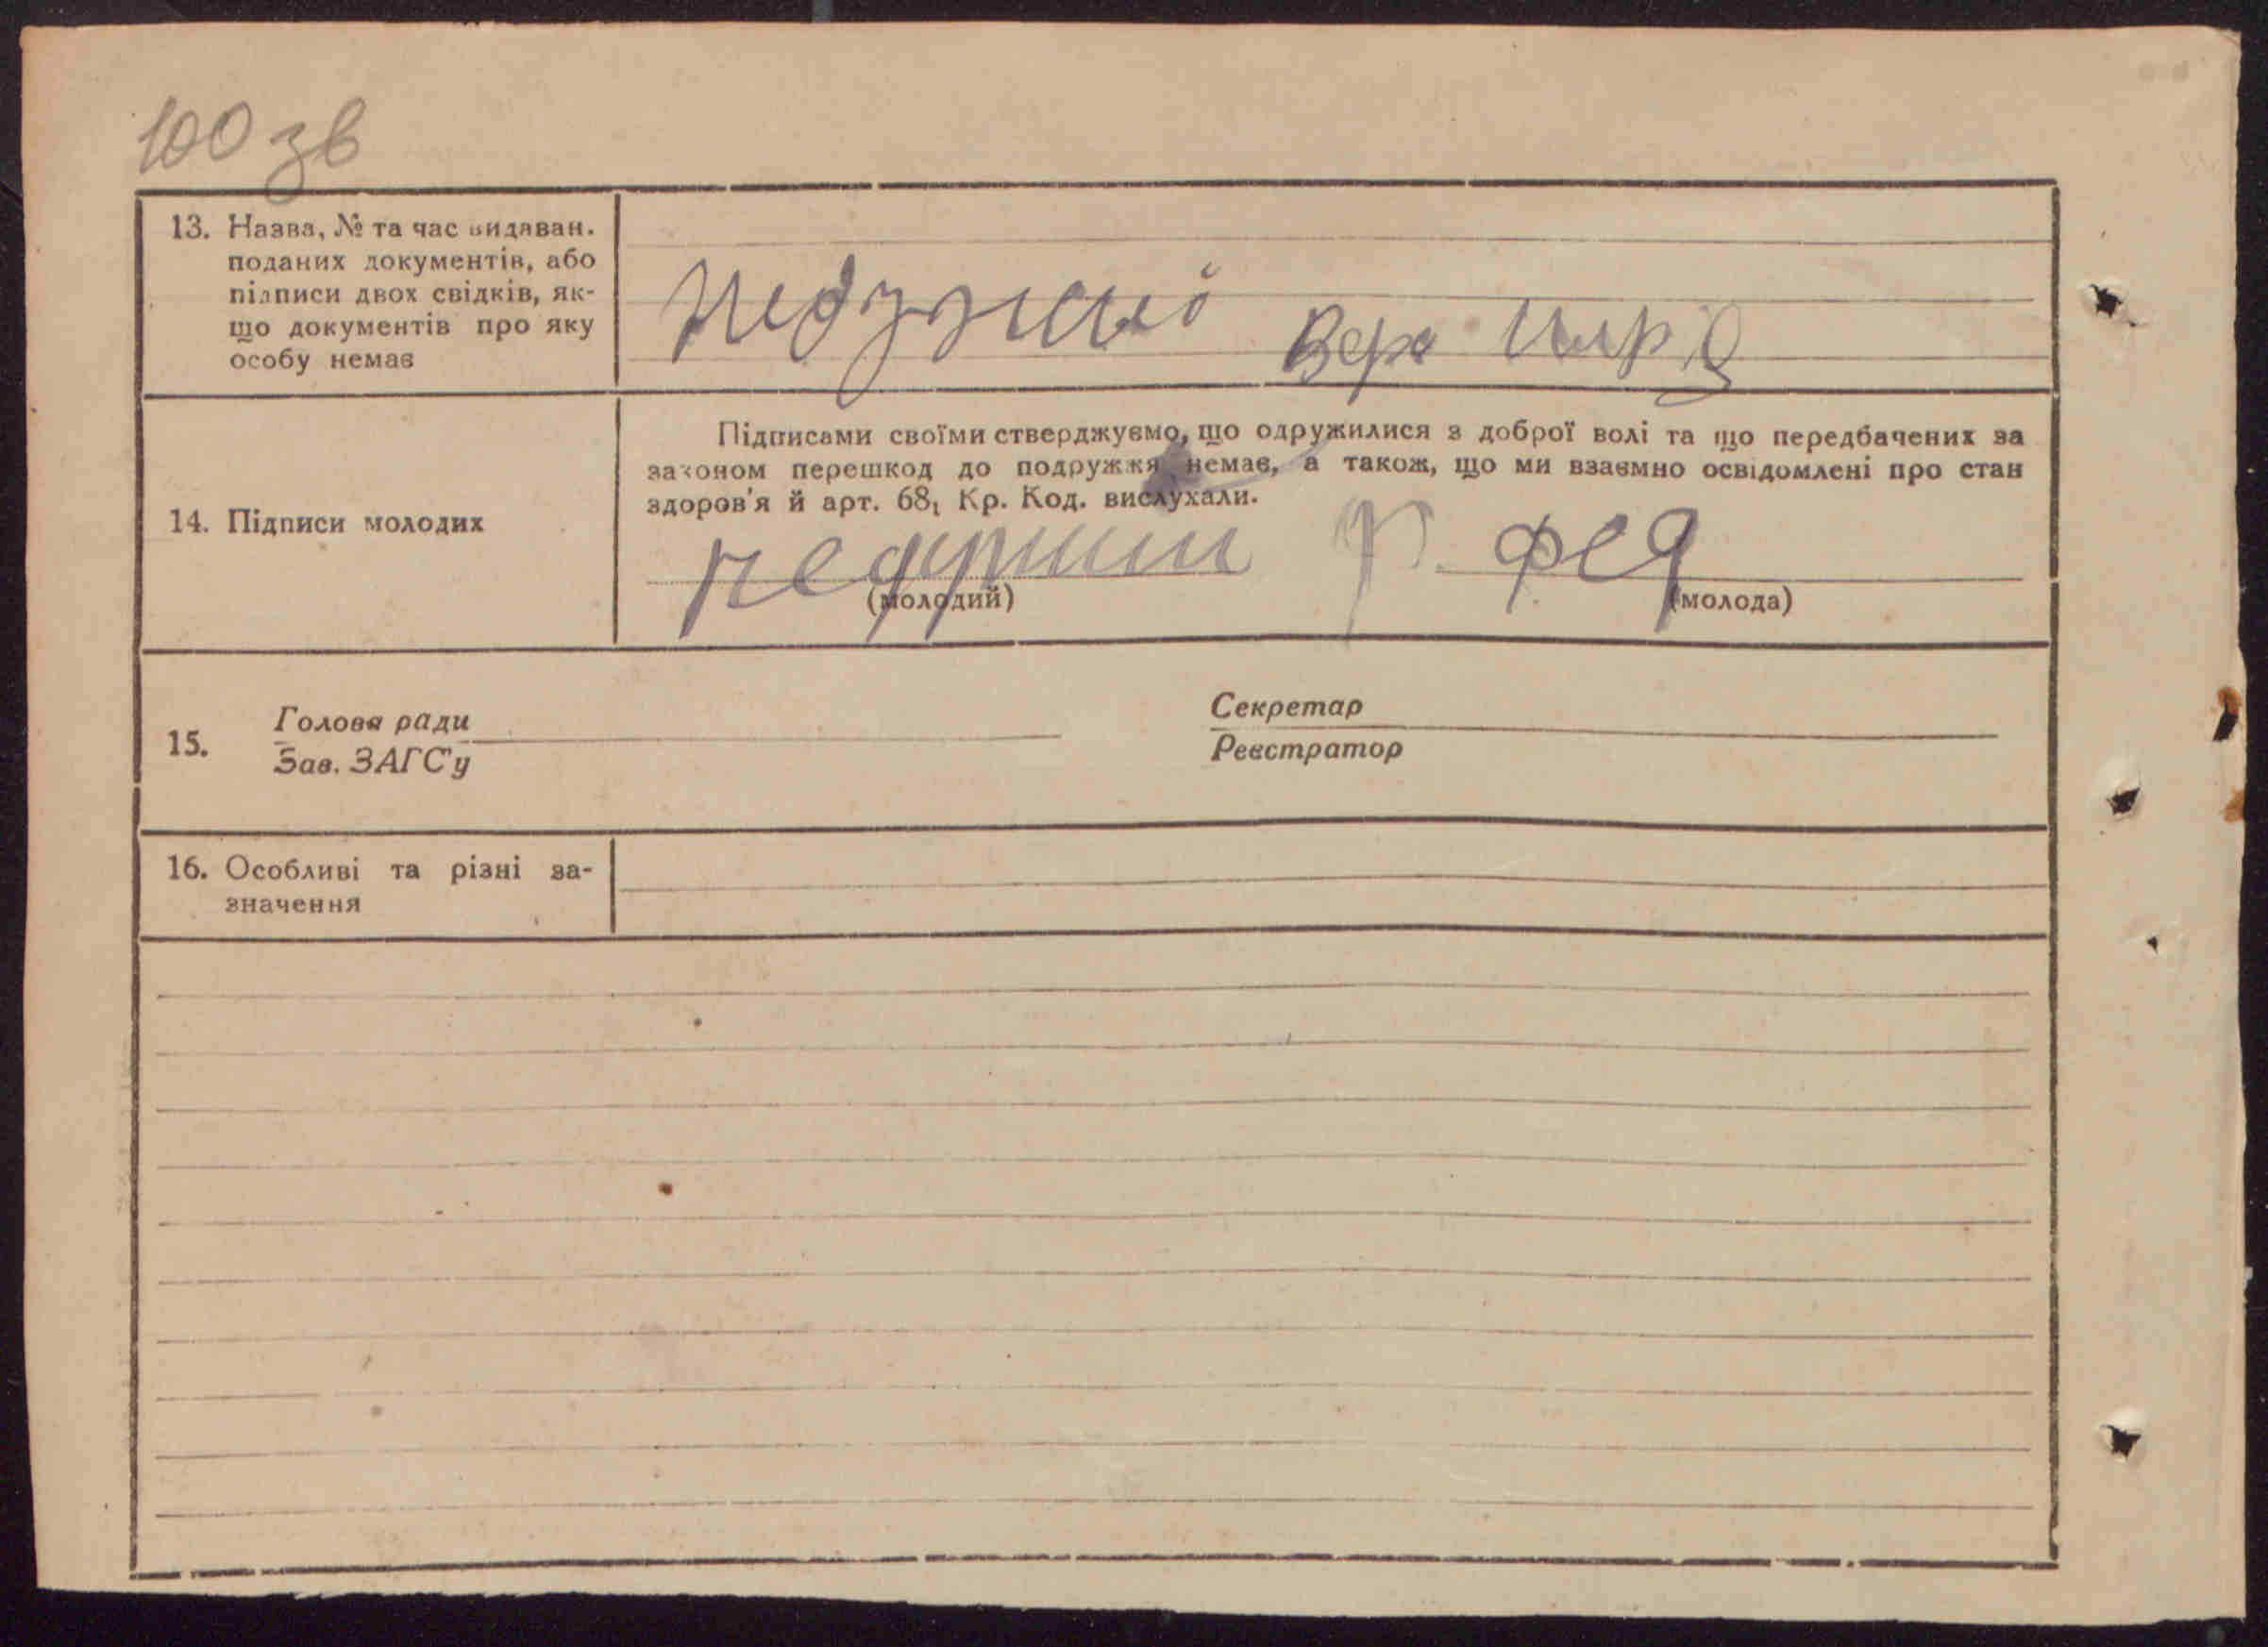 100 зв
13. Назва, № та час видаван.
поданих документів, або
підписи двох свідків, як-
що документів про яку
особу немає
Підписами своїми стверджуємо, що одружилися з доброї волі та що передбачених за
законом перешкод до подружжя немає, а також, що ми взаємно освідомлені про стан
здоров'я й арт. 68₁ Кр. Код. вислухали.
14. Підписи молодих
Ф. Фед
(молодий) (молода)
15.
Голова ради
Зав. ЗАГС'у
Секретар
Реєстратор
16. Особливі та різні за-
значення